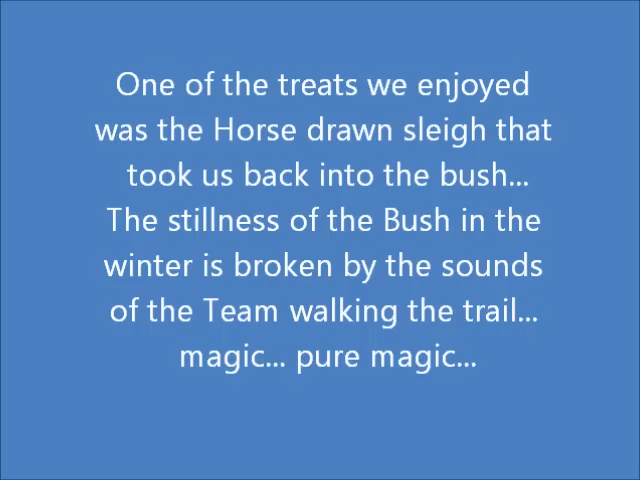 One of the treats we enjoyed
was the Horse drawn sleigh that
took us back into the bush...
The stillness of the Bush in the
winter is broken by the sounds
of the Team walking the trail...
magic... pure magic...